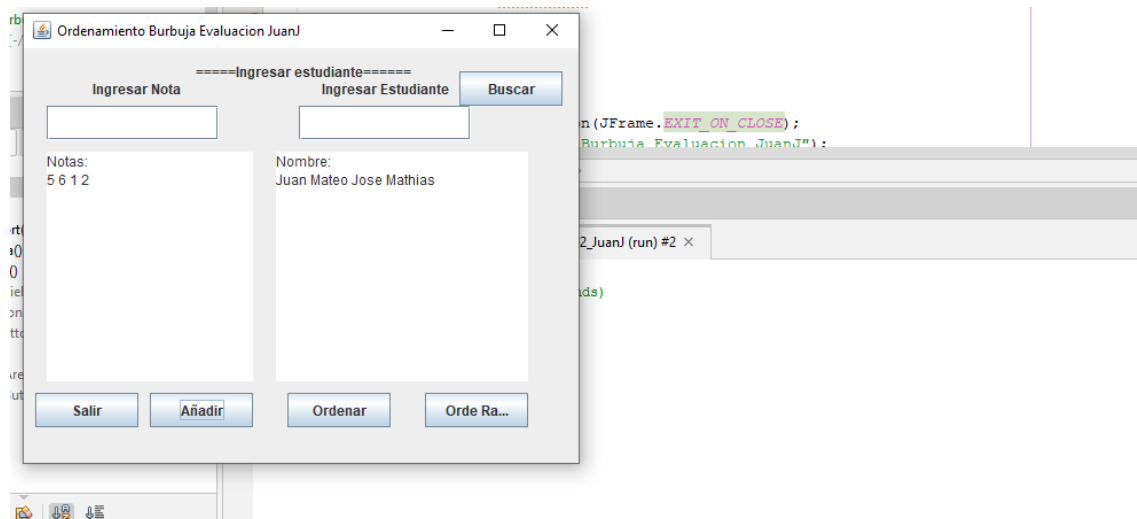 Ordenamiento Burbuja Evaluacion JuanJ
=====Ingresar estudiante======
Ingresar Nota
Ingresar Estudiante
Buscar
n(JFrame.EXIT_ON_CLOSE);
Burbuja Evaluacion JuanJ");
Notas:
5 6 1 2
Nombre:
Juan Mateo Jose Mathias
2_JuanJ (run) #2
nds)
Salir
Añadir
Ordenar
Orde Ra...